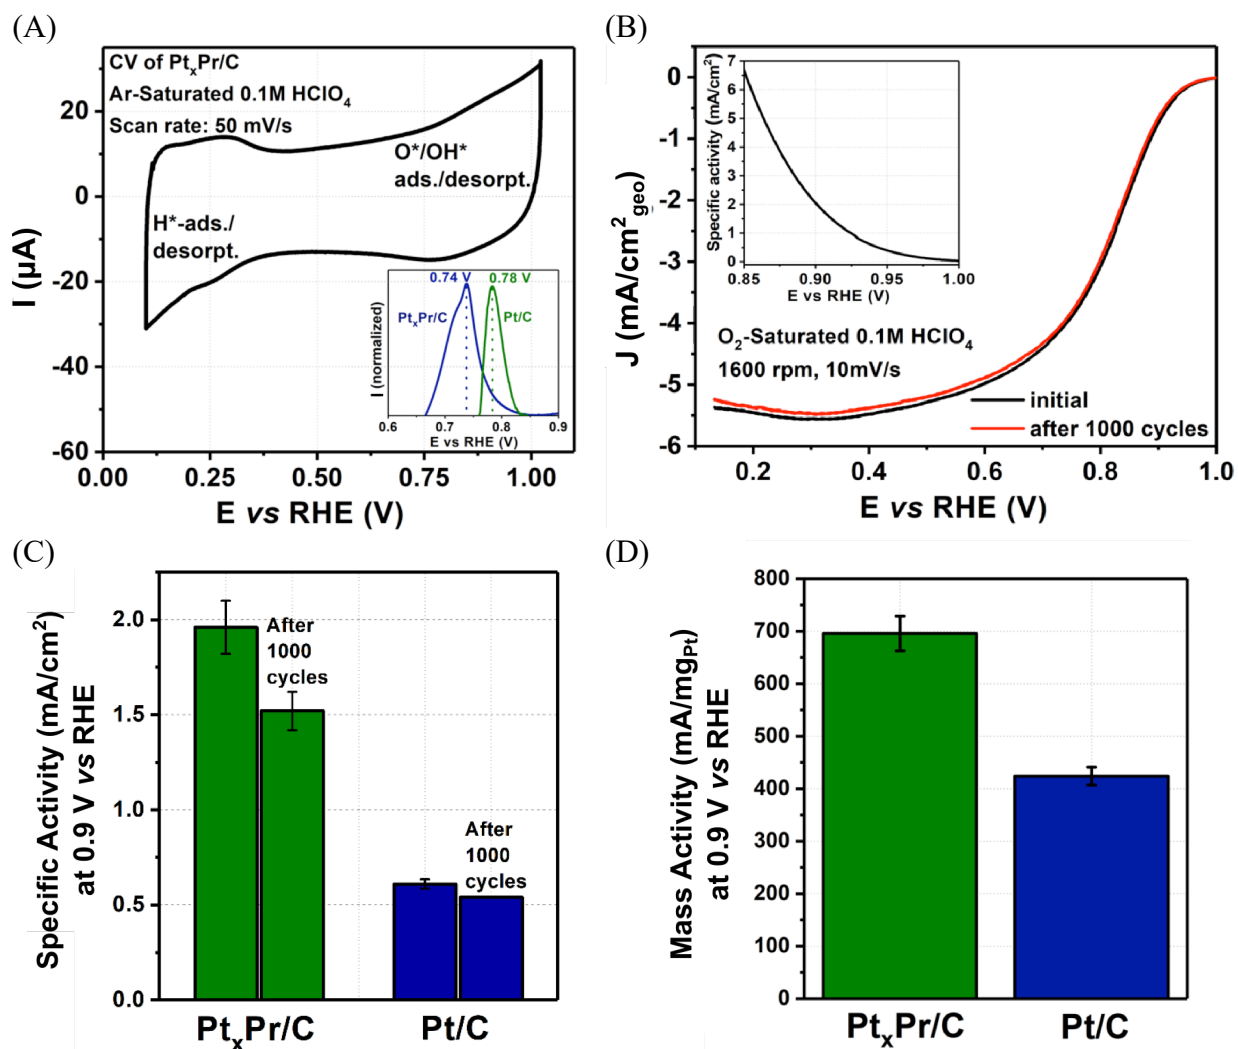 (A)
CV of PtₓPr/C
Ar-Saturated 0.1M HClO₄
Scan rate: 50 mV/s
O*/OH*
ads./desorpt.
H*-ads./
desorpt.
I (μA)
20
0
-20
-40
-60
0.00 0.25 0.50 0.75 1.00
E vs RHE (V)
0.74 V 0.78 V
PtₓPr/C Pt/C
I (normalized)
0.6 0.7 0.8 0.9
E vs RHE (V)
(B)
J (mA/cm²geo)
0
-1
-2
-3
-4
-5
-6
0.2 0.4 0.6 0.8 1.0
E vs RHE (V)
Specific activity (mA/cm²)
7
6
5
4
3
2
1
0
0.85 0.90 0.95 1.00
E vs RHE (V)
O₂-Saturated 0.1M HClO₄
1600 rpm, 10mV/s
initial
after 1000 cycles
(C)
Specific Activity (mA/cm²)
at 0.9 V vs RHE
2.0
1.5
1.0
0.5
0.0
After
1000
cycles
After
1000
cycles
PtₓPr/C Pt/C
(D)
Mass Activity (mA/mgPt)
at 0.9 V vs RHE
800
700
600
500
400
300
200
100
0
PtₓPr/C Pt/C